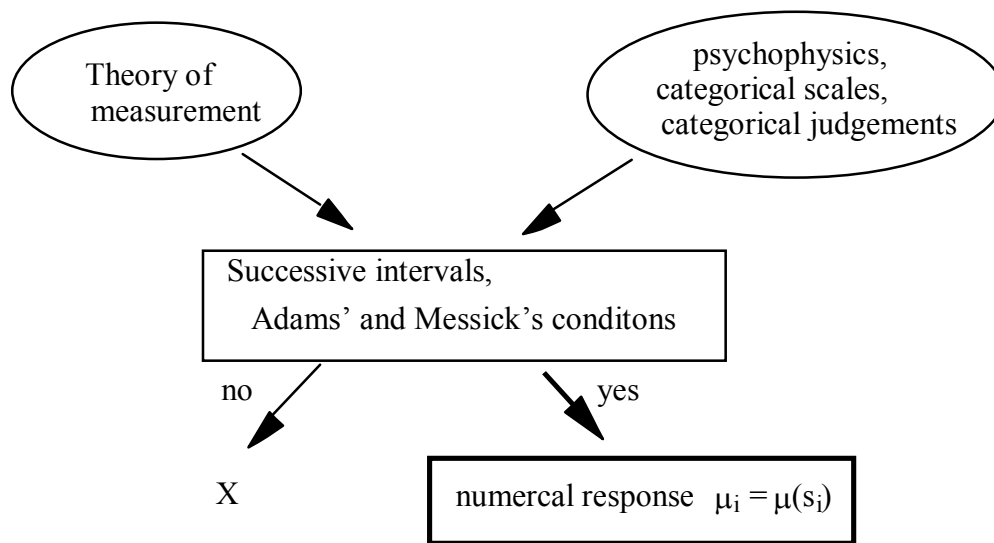 Theory of
measurement
psychophysics,
categorical scales,
categorical judgements
Successive intervals,
Adams’ and Messick’s conditons
no
yes
X
numercal response μi = μ(si)